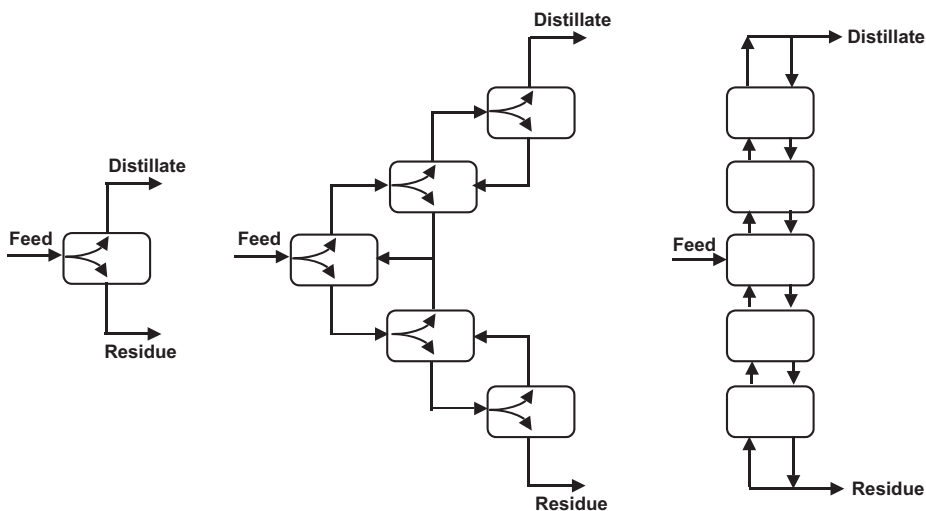 Distillate
Feed
Residue
Distillate
Feed
Residue
Distillate
Feed
Residue